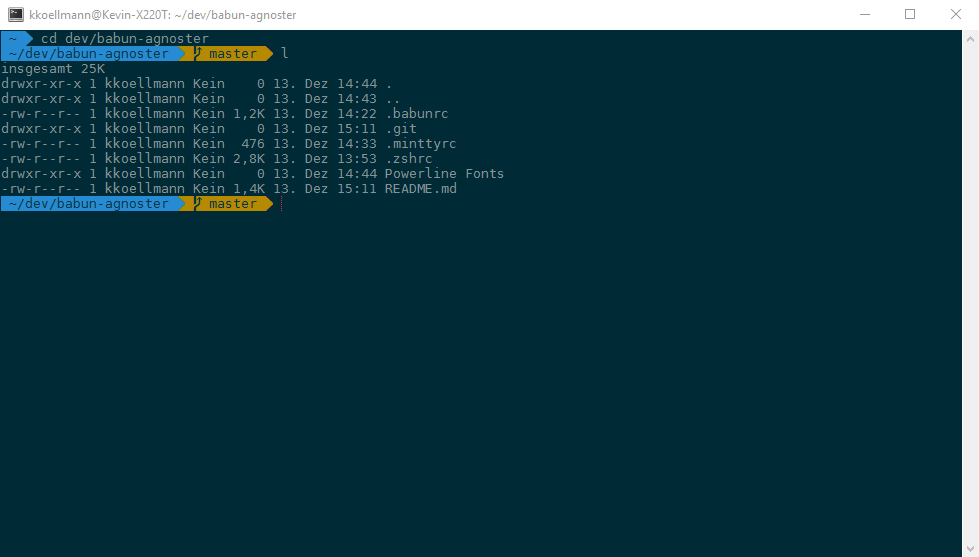 kkoellmann@Kevin-X220T: ~/dev/babun-agnoster
~ cd dev/babun-agnoster
~/dev/babun-agnoster master l
insgesamt 25K
drwxr-xr-x 1 kkoellmann Kein    0 13. Dez 14:44 .
drwxr-xr-x 1 kkoellmann Kein    0 13. Dez 14:43 ..
-rw-r--r-- 1 kkoellmann Kein 1,2K 13. Dez 14:22 .babunrc
drwxr-xr-x 1 kkoellmann Kein    0 13. Dez 15:11 .git
-rw-r--r-- 1 kkoellmann Kein  476 13. Dez 14:33 .minttyrc
-rw-r--r-- 1 kkoellmann Kein 2,8K 13. Dez 13:53 .zshrc
drwxr-xr-x 1 kkoellmann Kein    0 13. Dez 14:44 Powerline Fonts
-rw-r--r-- 1 kkoellmann Kein 1,4K 13. Dez 15:11 README.md
~/dev/babun-agnoster master